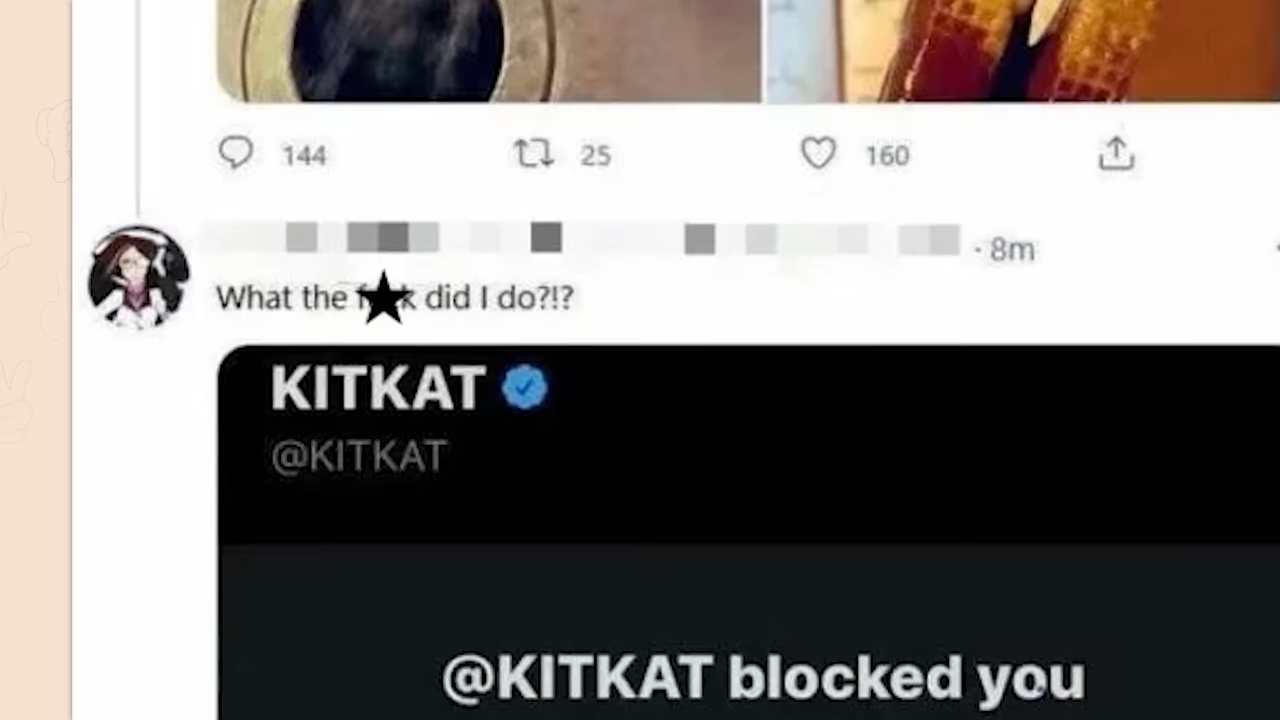 144 25 160
· 8m
What the f★k did I do?!?
KITKAT
@KITKAT
@KITKAT blocked you